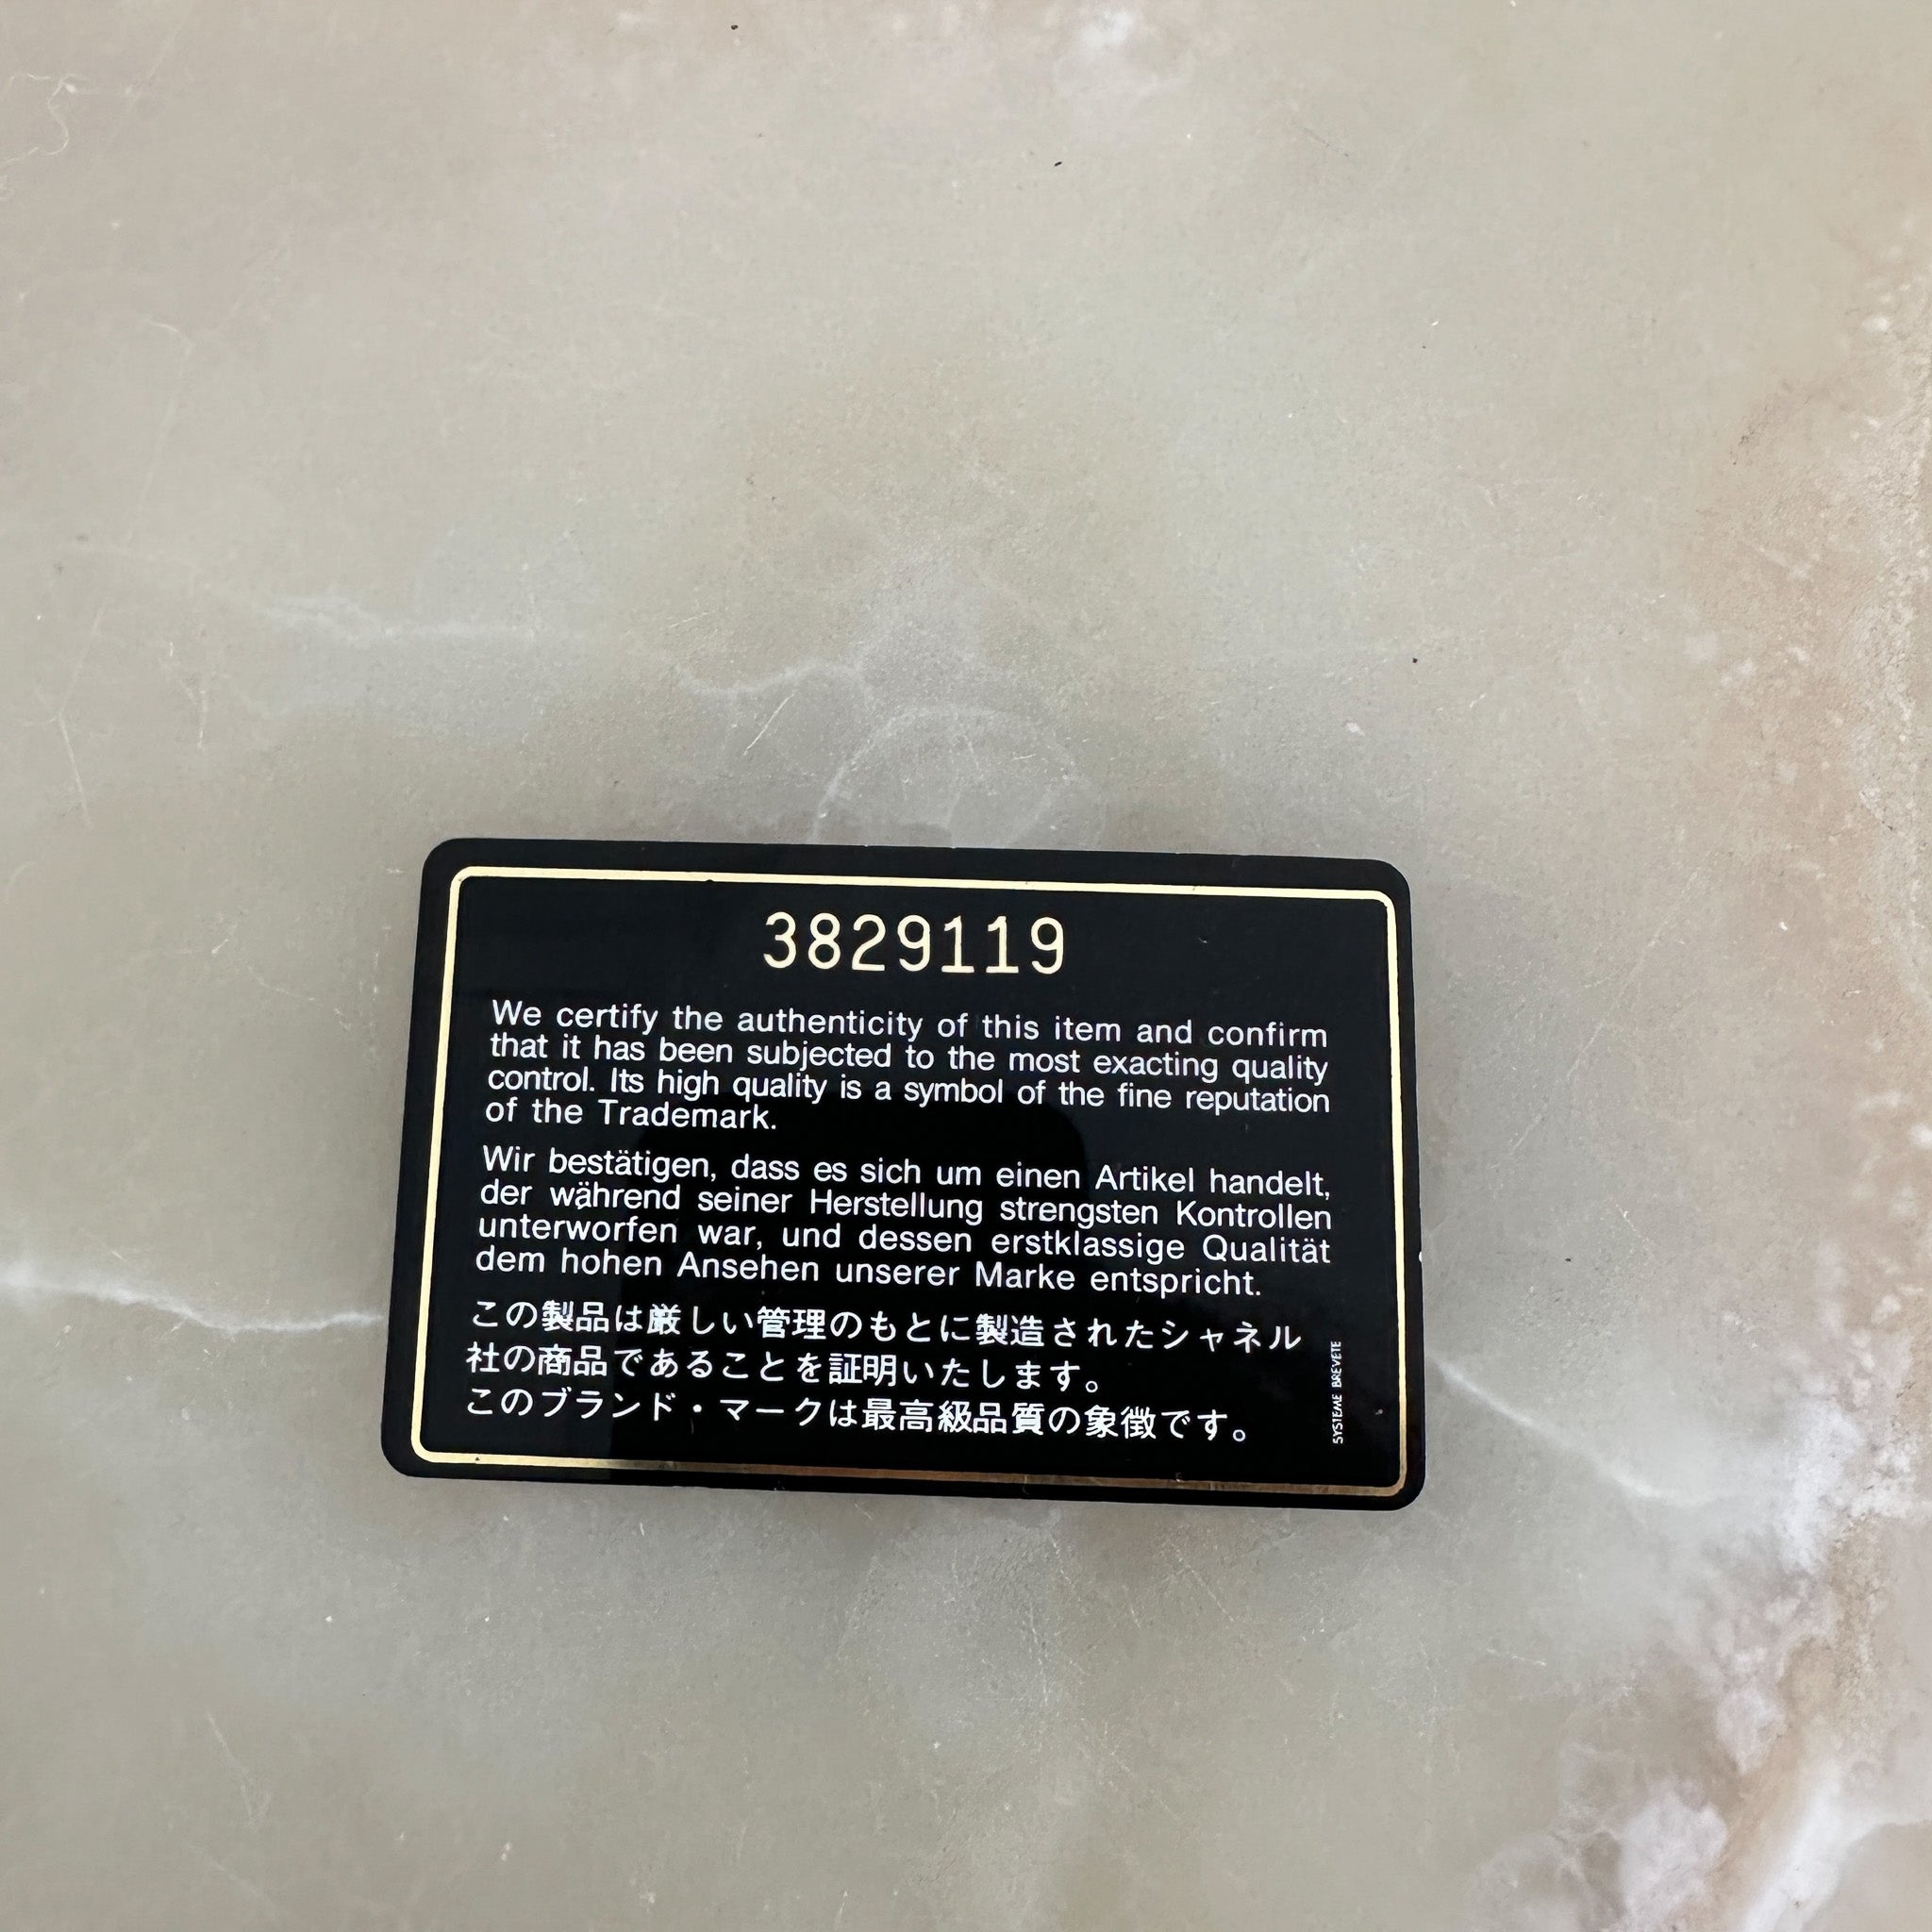 3829119
We certify the authenticity of this item and confirm
that it has been subjected to the most exacting quality
control. Its high quality is a symbol of the fine reputation
of the Trademark.
Wir bestätigen, dass es sich um einen Artikel handelt,
der während seiner Herstellung strengsten Kontrollen
unterworfen war, und dessen erstklassige Qualität
dem hohen Ansehen unserer Marke entspricht.
この製品は厳しい管理のもとに製造されたシャネル
社の商品であることを証明いたします。
このブランド・マークは最高級品質の象徴です。
SYSTEME BREVETE